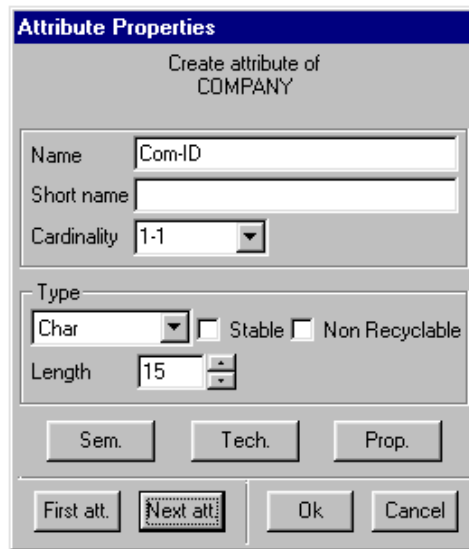 Attribute Properties
Create attribute of
COMPANY
Name Com-ID
Short name
Cardinality 1-1
Type
Char Stable Non Recyclable
Length 15
Sem. Tech. Prop.
First att. Next att. Ok Cancel